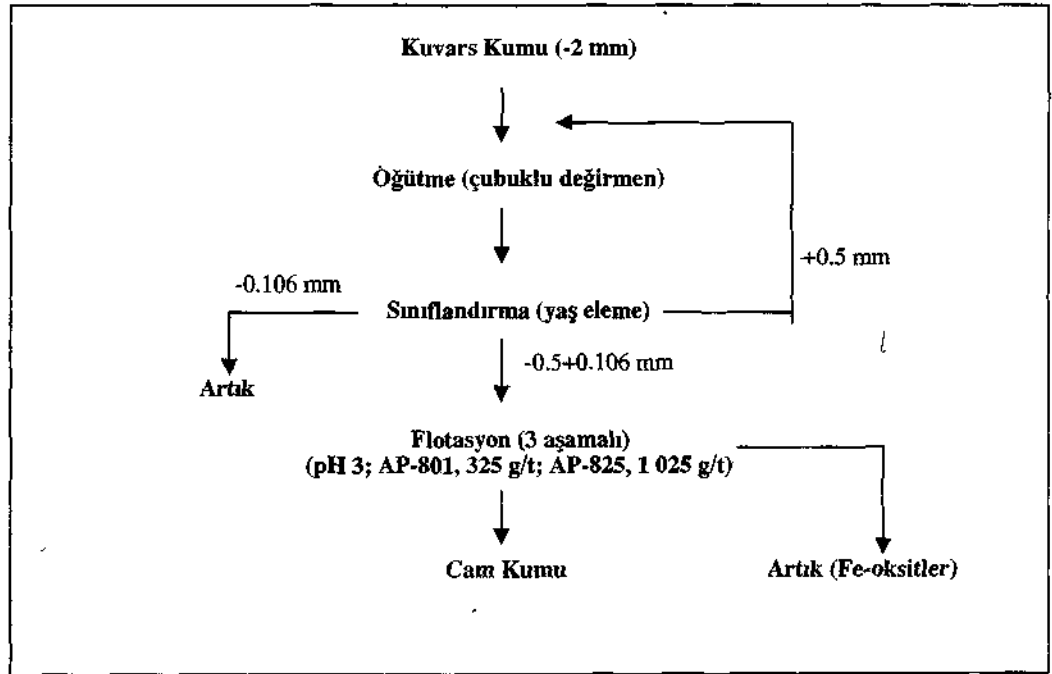 Kuvars Kumu (-2 mm)
Öğütme (çubuklu değirmen)
+0.5 mm
-0.106 mm
Sınıflandırma (yaş eleme)
-0.5+0.106 mm
Artık
Flotasyon (3 aşamalı)
(pH 3; AP-801, 325 g/t; AP-825, 1 025 g/t)
Cam Kumu
Artık (Fe-oksitler)